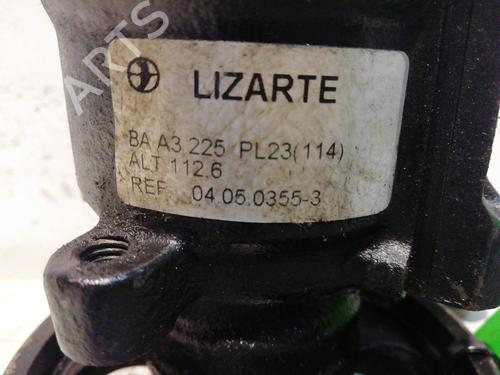 LIZARTE
BA A3 225 PL23(114)
ALT 112,6
REF 04.05.0355-3